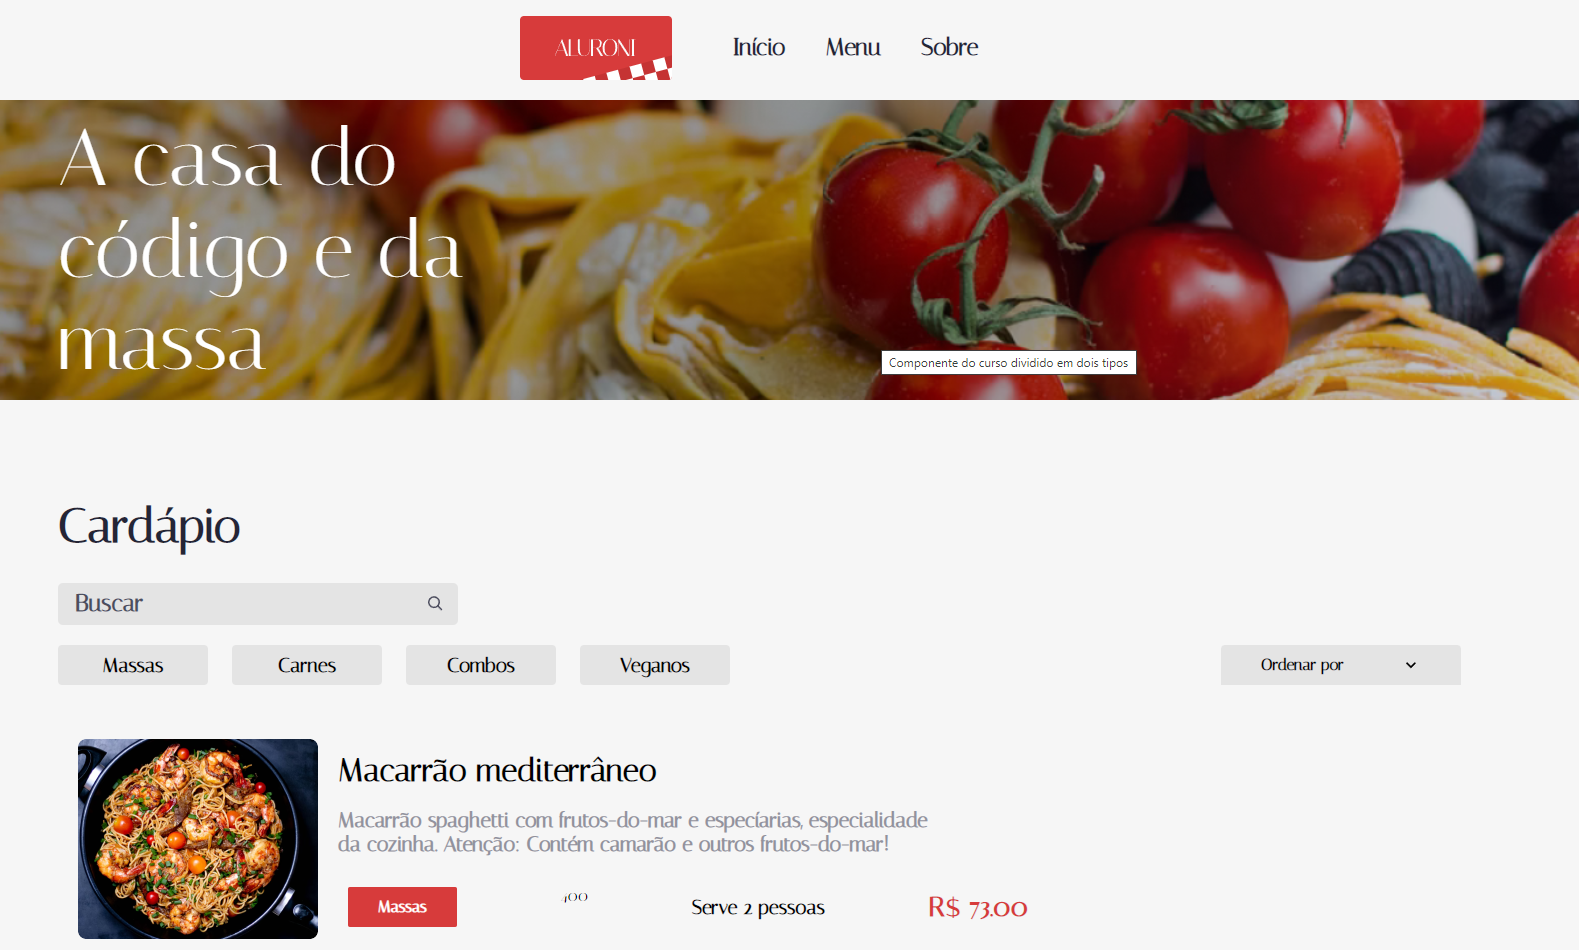 ALURONI
Início Menu Sobre
A casa do
código e da
massa
Componente do curso dividido em dois tipos
Cardápio
Buscar
Massas Carnes Combos Veganos Ordenar por
Macarrão mediterrâneo
Macarrão spaghetti com frutos-do-mar e especíarias, especialidade
da cozinha. Atenção: Contém camarão e outros frutos-do-mar!
Massas 400 Serve 2 pessoas R$ 73.00